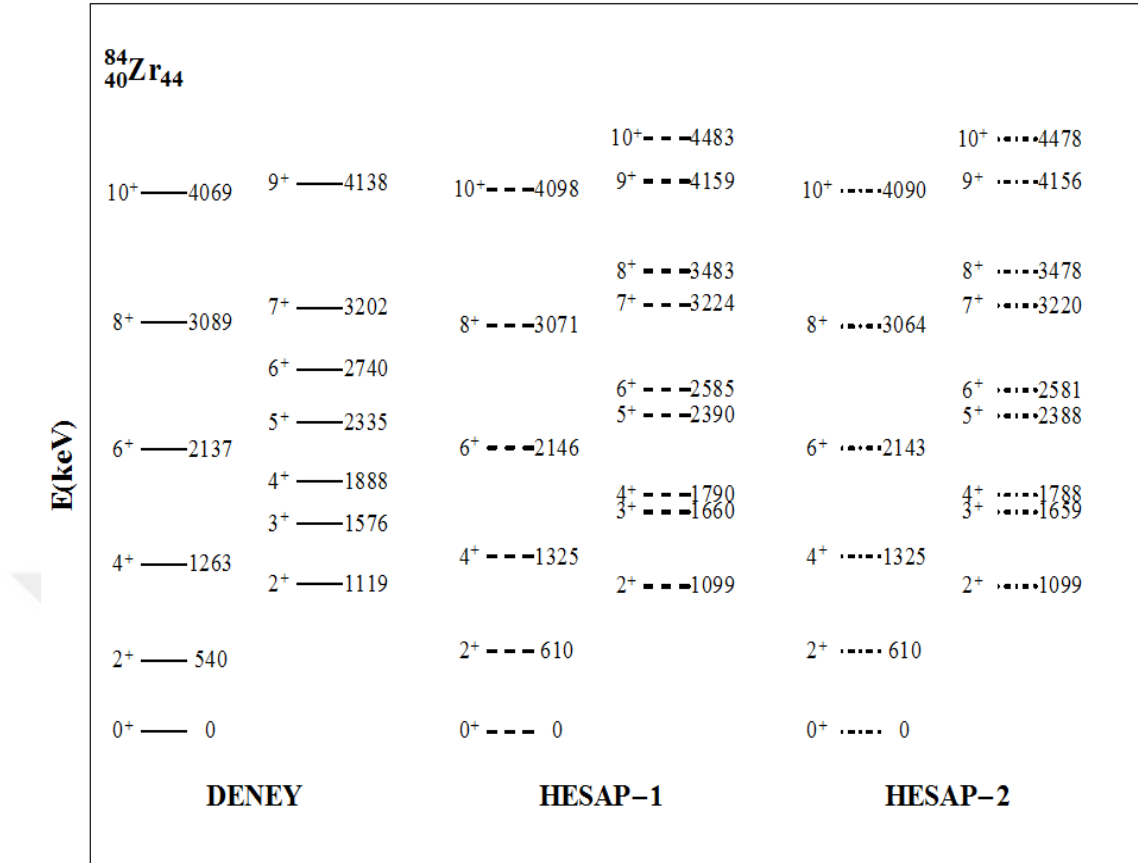 ⁸⁴₄₀Zr₄₄
10⁺ 4483 10⁺ 4478
10⁺ 4069 9⁺ 4138 10⁺ 4098 9⁺ 4159 10⁺ 4090 9⁺ 4156
8⁺ 3483 8⁺ 3478
8⁺ 3089 7⁺ 3202 8⁺ 3071 7⁺ 3224 8⁺ 3064 7⁺ 3220
6⁺ 2740 6⁺ 2585 6⁺ 2581
5⁺ 2335 5⁺ 2390 5⁺ 2388
6⁺ 2137 6⁺ 2146 6⁺ 2143
4⁺ 1888 4⁺ 1790 4⁺ 1788
3⁺ 1576 3⁺ 1660 3⁺ 1659
4⁺ 1263 4⁺ 1325 4⁺ 1325
2⁺ 1119 2⁺ 1099 2⁺ 1099
2⁺ 540 2⁺ 610 2⁺ 610
0⁺ 0 0⁺ 0 0⁺ 0
E(keV)
DENEY HESAP−1 HESAP−2